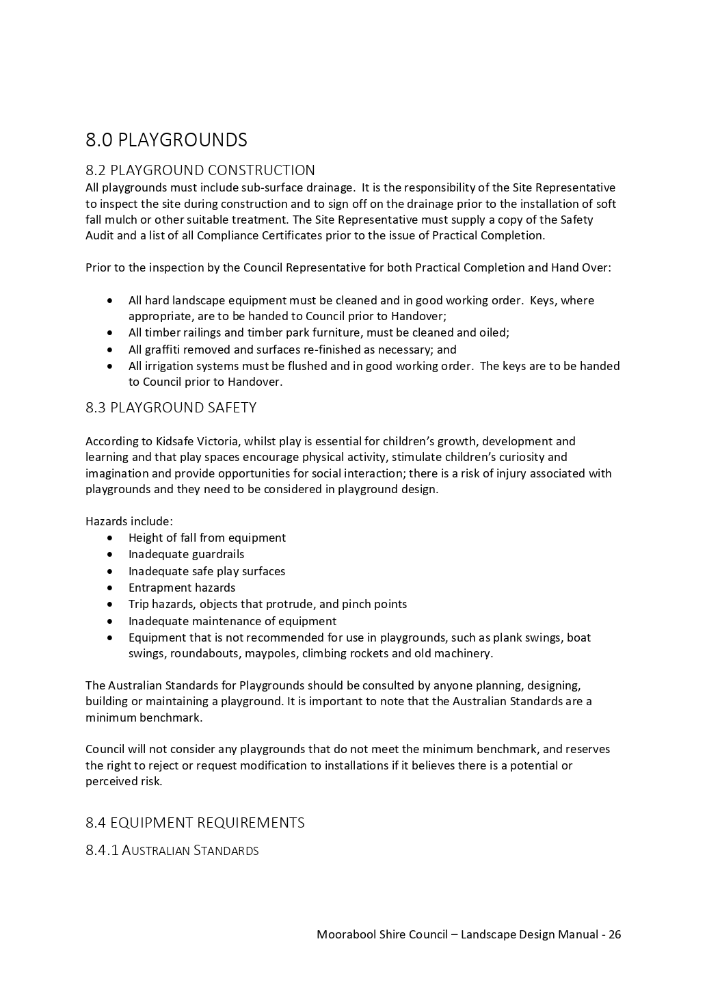 8.0 PLAYGROUNDS
8.2 PLAYGROUND CONSTRUCTION
All playgrounds must include sub-surface drainage.  It is the responsibility of the Site Representative
to inspect the site during construction and to sign off on the drainage prior to the installation of soft
fall mulch or other suitable treatment. The Site Representative must supply a copy of the Safety
Audit and a list of all Compliance Certificates prior to the issue of Practical Completion.
Prior to the inspection by the Council Representative for both Practical Completion and Hand Over:
• All hard landscape equipment must be cleaned and in good working order.  Keys, where
appropriate, are to be handed to Council prior to Handover;
• All timber railings and timber park furniture, must be cleaned and oiled;
• All graffiti removed and surfaces re-finished as necessary; and
• All irrigation systems must be flushed and in good working order.  The keys are to be handed
to Council prior to Handover.
8.3 PLAYGROUND SAFETY
According to Kidsafe Victoria, whilst play is essential for children’s growth, development and
learning and that play spaces encourage physical activity, stimulate children’s curiosity and
imagination and provide opportunities for social interaction; there is a risk of injury associated with
playgrounds and they need to be considered in playground design.
Hazards include:
• Height of fall from equipment
• Inadequate guardrails
• Inadequate safe play surfaces
• Entrapment hazards
• Trip hazards, objects that protrude, and pinch points
• Inadequate maintenance of equipment
• Equipment that is not recommended for use in playgrounds, such as plank swings, boat
swings, roundabouts, maypoles, climbing rockets and old machinery.
The Australian Standards for Playgrounds should be consulted by anyone planning, designing,
building or maintaining a playground. It is important to note that the Australian Standards are a
minimum benchmark.
Council will not consider any playgrounds that do not meet the minimum benchmark, and reserves
the right to reject or request modification to installations if it believes there is a potential or
perceived risk.
8.4 EQUIPMENT REQUIREMENTS
8.4.1 AUSTRALIAN STANDARDS
Moorabool Shire Council – Landscape Design Manual - 26